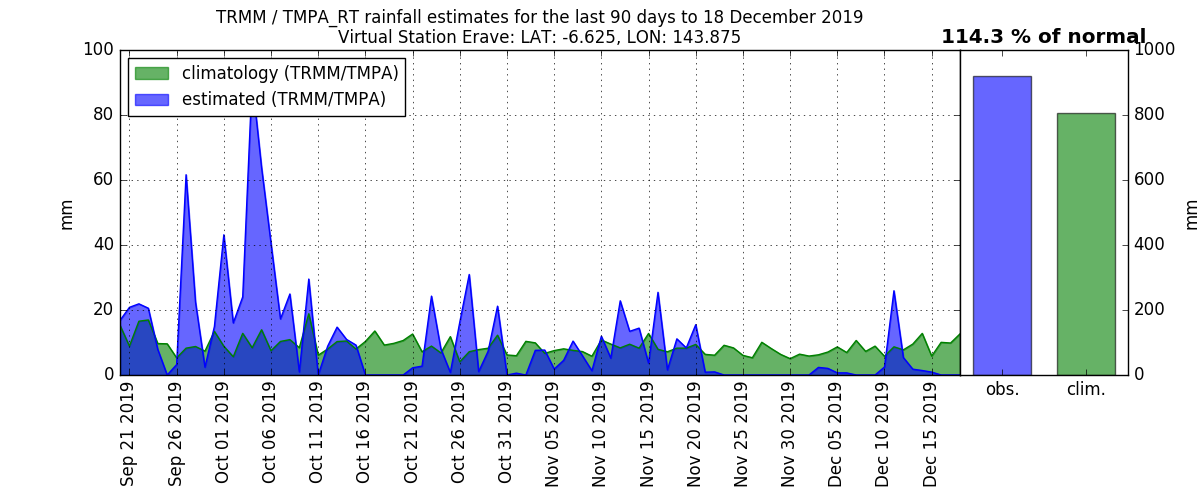 TRMM / TMPA_RT rainfall estimates for the last 90 days to 18 December 2019
Virtual Station Erave: LAT: -6.625, LON: 143.875
114.3 % of normal
climatology (TRMM/TMPA)
estimated (TRMM/TMPA)
100
80
60
40
20
0
mm
Sep 21 2019
Sep 26 2019
Oct 01 2019
Oct 06 2019
Oct 11 2019
Oct 16 2019
Oct 21 2019
Oct 26 2019
Oct 31 2019
Nov 05 2019
Nov 10 2019
Nov 15 2019
Nov 20 2019
Nov 25 2019
Nov 30 2019
Dec 05 2019
Dec 10 2019
Dec 15 2019
obs.
clim.
1000
800
600
400
200
0
mm